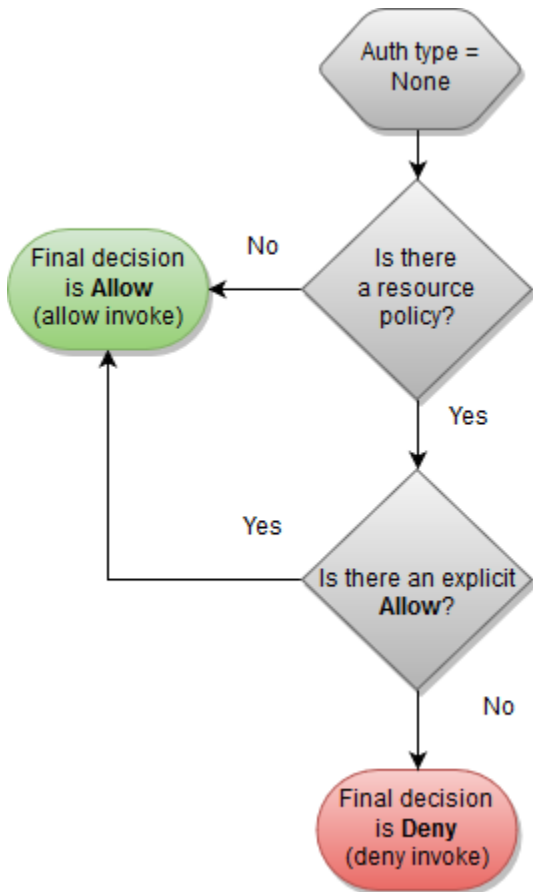 Auth type =
None
Is there
a resource
policy?
No
Final decision
is Allow
(allow invoke)
Yes
Is there an explicit
Allow?
Yes
No
Final decision
is Deny
(deny invoke)